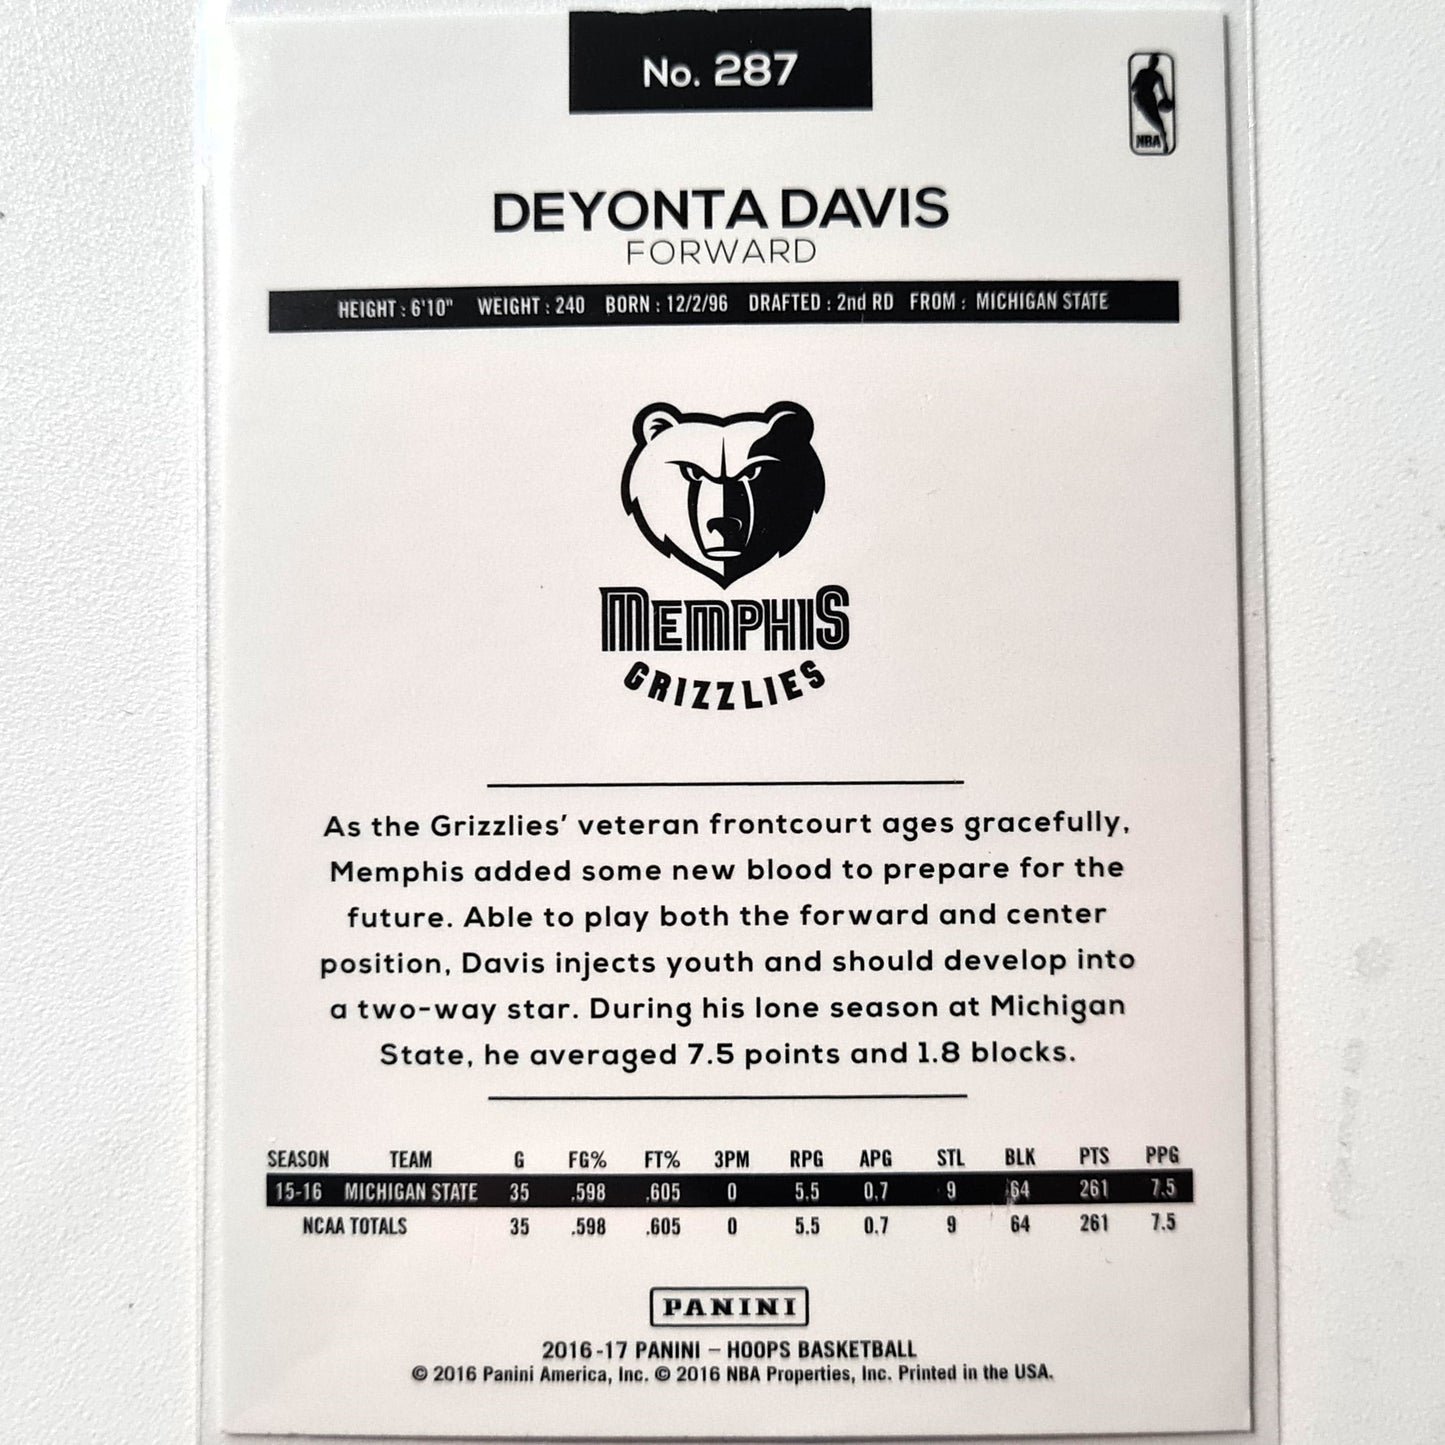 No. 287
NBA
DEYONTA DAVIS
FORWARD
HEIGHT : 6'10" WEIGHT : 240 BORN : 12/2/96 DRAFTED : 2nd RD FROM : MICHIGAN STATE
MEMPHIS
GRIZZLIES
As the Grizzlies’ veteran frontcourt ages gracefully,
Memphis added some new blood to prepare for the
future. Able to play both the forward and center
position, Davis injects youth and should develop into
a two-way star. During his lone season at Michigan
State, he averaged 7.5 points and 1.8 blocks.
SEASON TEAM G FG% FT% 3PM RPG APG STL BLK PTS PPG
15-16 MICHIGAN STATE 35 .598 .605 0 5.5 0.7 9 64 261 7.5
NCAA TOTALS 35 .598 .605 0 5.5 0.7 9 64 261 7.5
PANINI
2016-17 PANINI – HOOPS BASKETBALL
© 2016 Panini America, Inc. © 2016 NBA Properties, Inc. Printed in the USA.